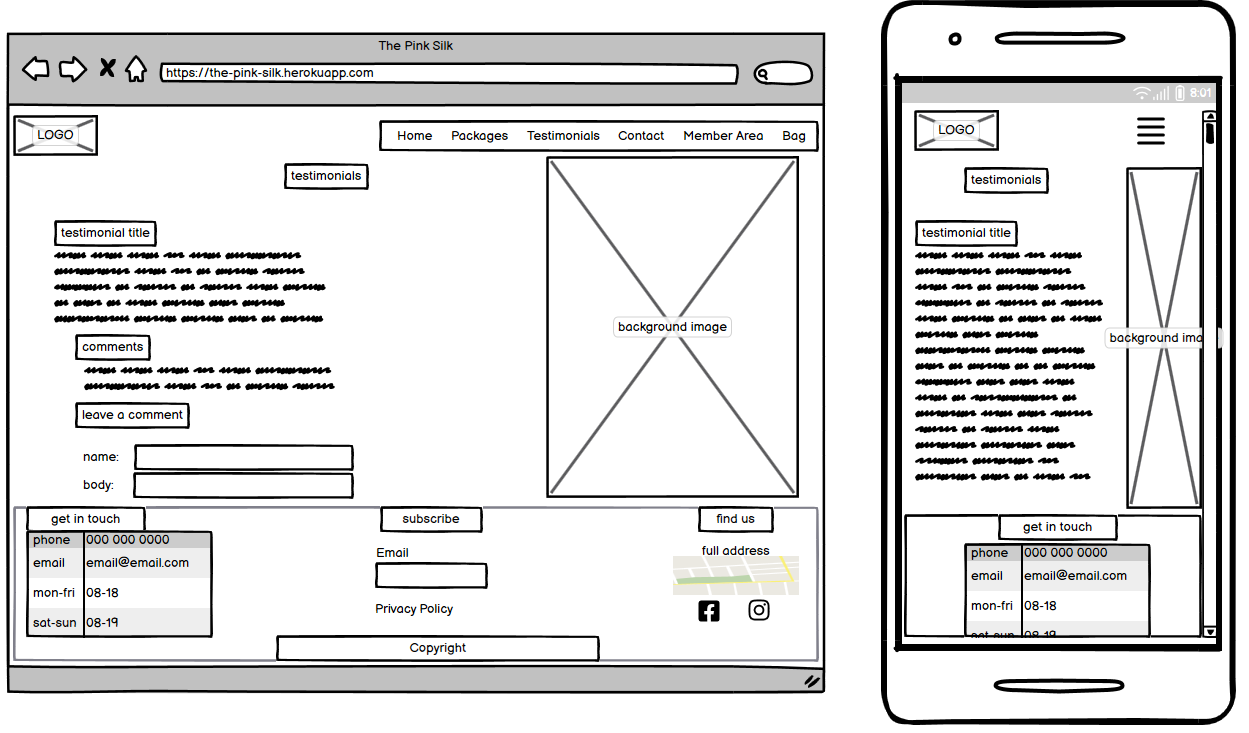 The Pink Silk
https://the-pink-silk.herokuapp.com
LOGO
Home Packages Testimonials Contact Member Area Bag
testimonials
testimonial title
background image
comments
leave a comment
name:
body:
get in touch
phone 000 000 0000
email email@email.com
mon-fri 08-18
sat-sun 08-19
subscribe
Email
Privacy Policy
find us
full address
Copyright
8:01
LOGO
testimonials
testimonial title
background ima
get in touch
phone 000 000 0000
email email@email.com
mon-fri 08-18
sat-sun 08-19